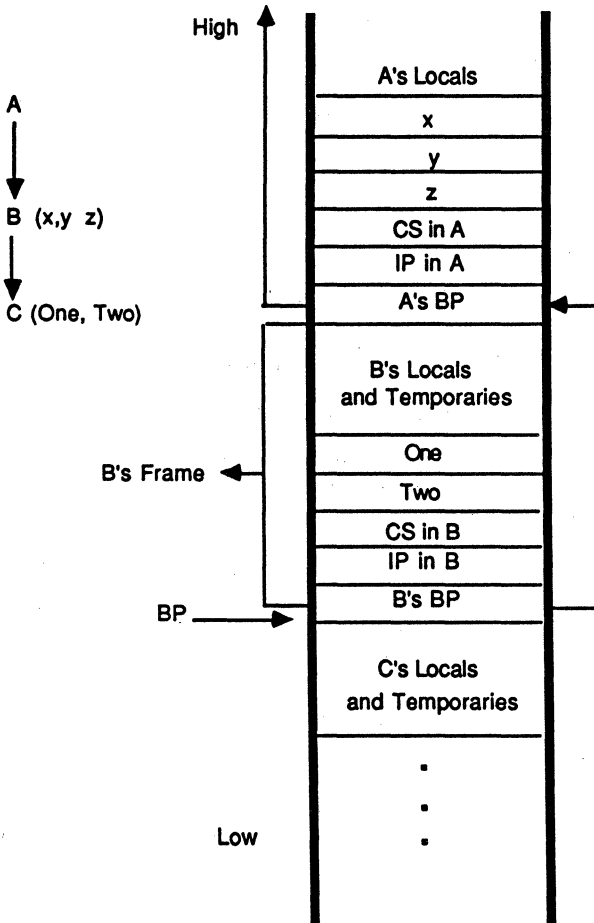 High
A's Locals
x
y
z
CS in A
IP in A
A's BP
A
B (x,y z)
C (One, Two)
B's Locals
and Temporaries
One
B's Frame
Two
CS in B
IP in B
B's BP
BP
C's Locals
and Temporaries
.
.
.
Low